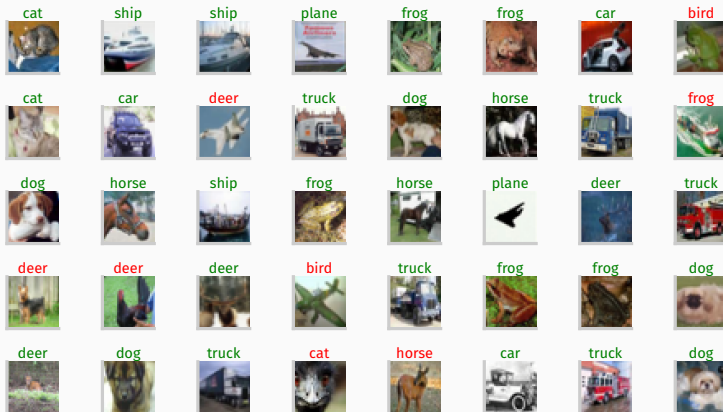 cat ship ship plane frog frog car bird
cat car deer truck dog horse truck frog
dog horse ship frog horse plane deer truck
deer deer deer bird truck frog frog dog
deer dog truck cat horse car truck dog